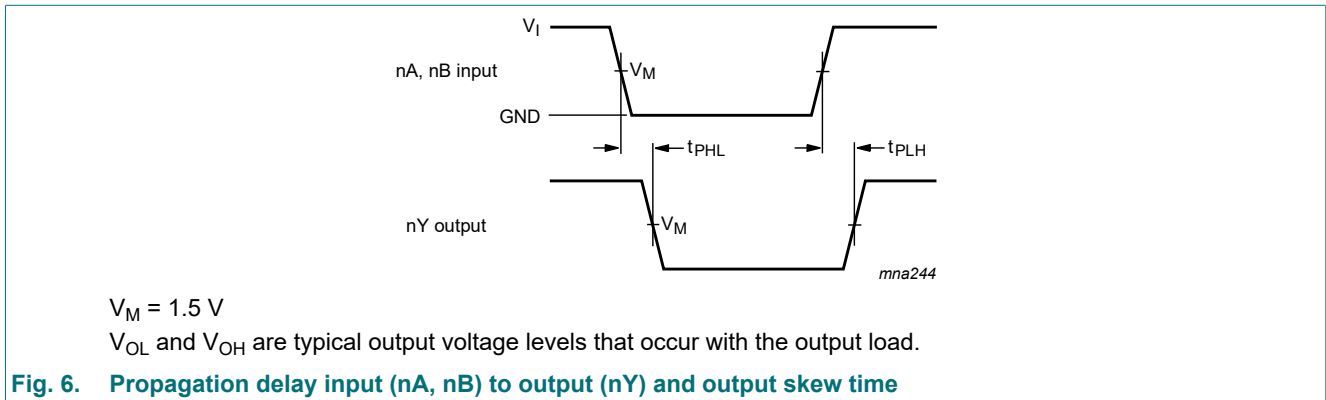 VI
nA, nB input
VM
GND
tPHL
tPLH
nY output
VM
mna244
VM = 1.5 V
VOL and VOH are typical output voltage levels that occur with the output load.
Fig. 6. Propagation delay input (nA, nB) to output (nY) and output skew time